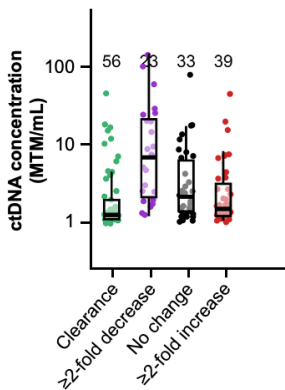 56 23 33 39
ctDNA concentration
(MTM/mL)
100
10
1
Clearance
≥2-fold decrease
No change
≥2-fold increase